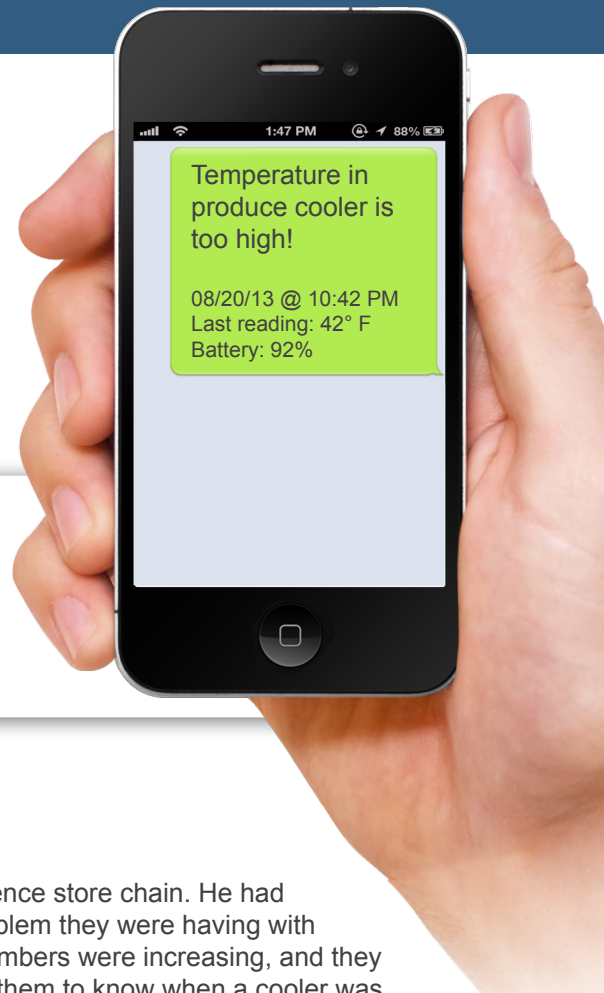 1:47 PM 88%
Temperature in
produce cooler is
too high!
08/20/13 @ 10:42 PM
Last reading: 42° F
Battery: 92%
ence store chain. He had
blem they were having with
mbers were increasing, and they
them to know when a cooler was